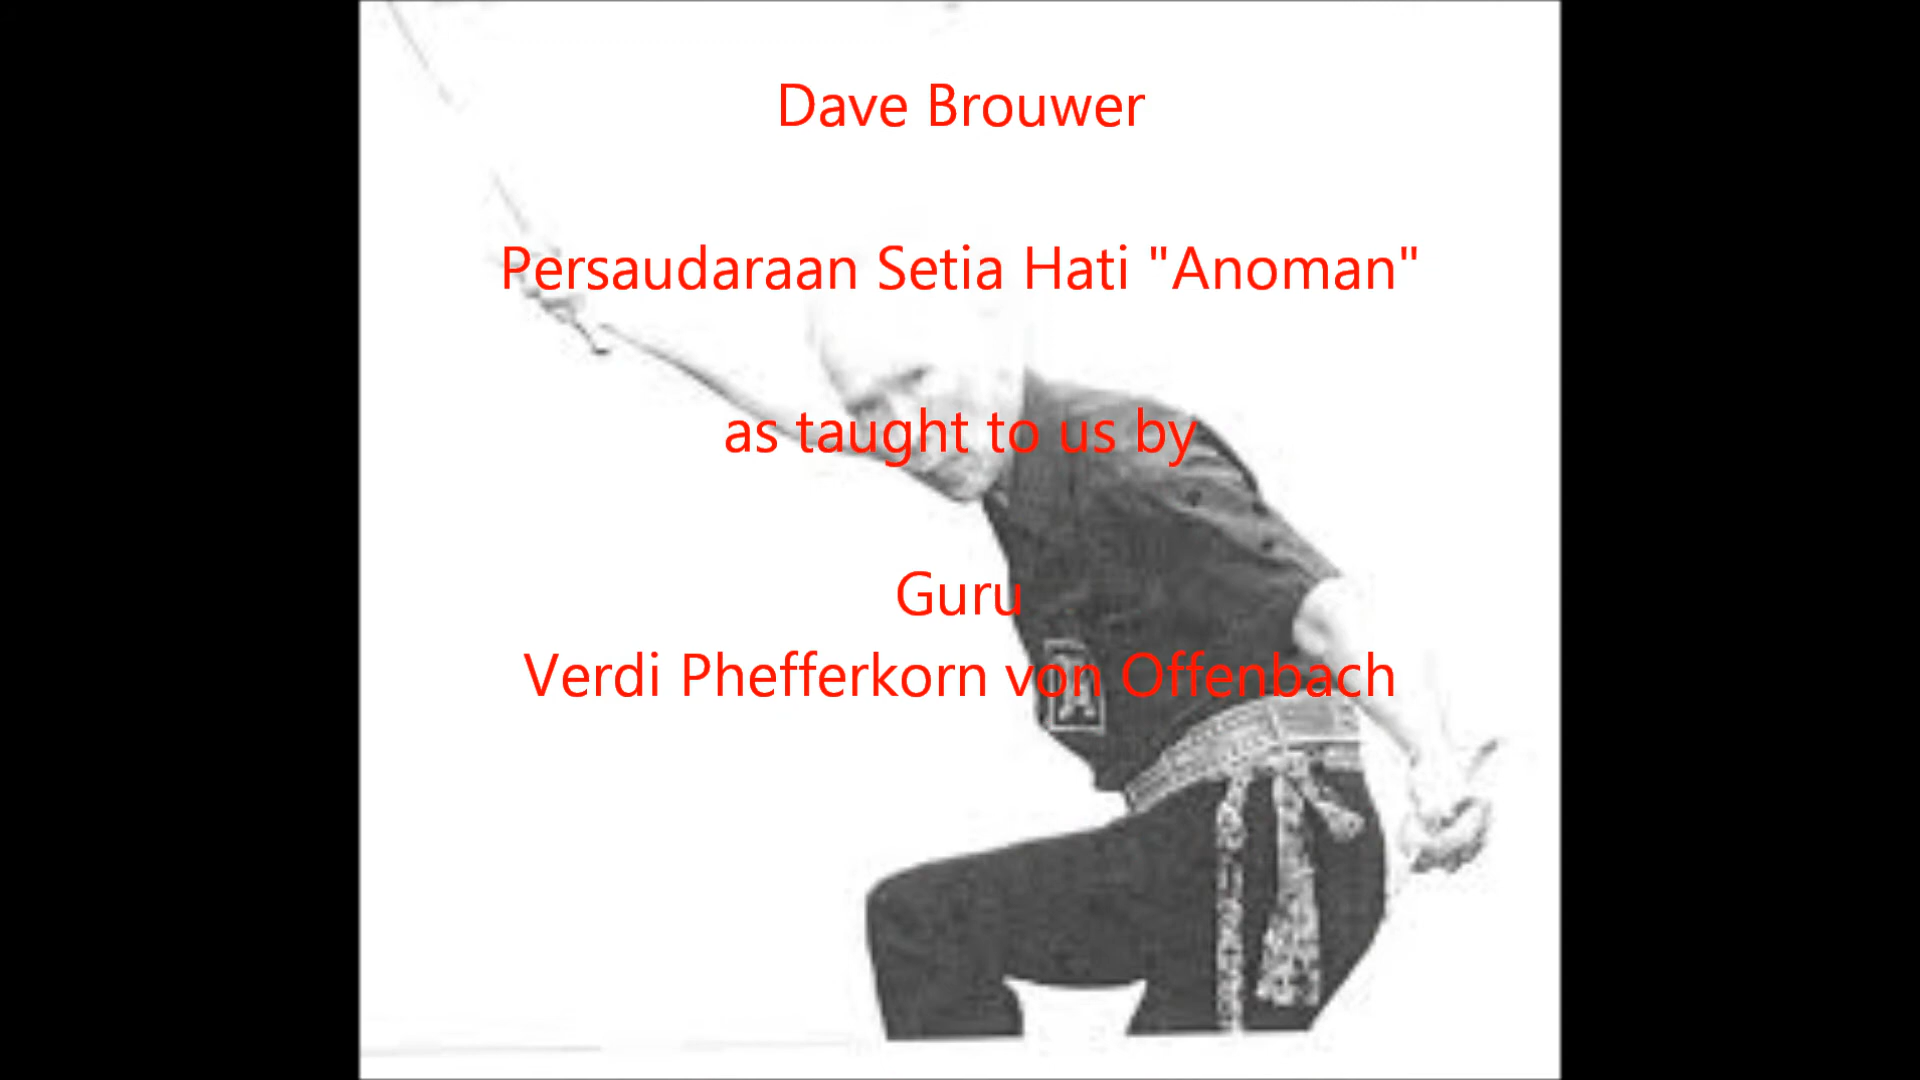 Dave Brouwer
Persaudaraan Setia Hati "Anoman"
as taught to us by
Guru
Verdi Phefferkorn von Offenbach